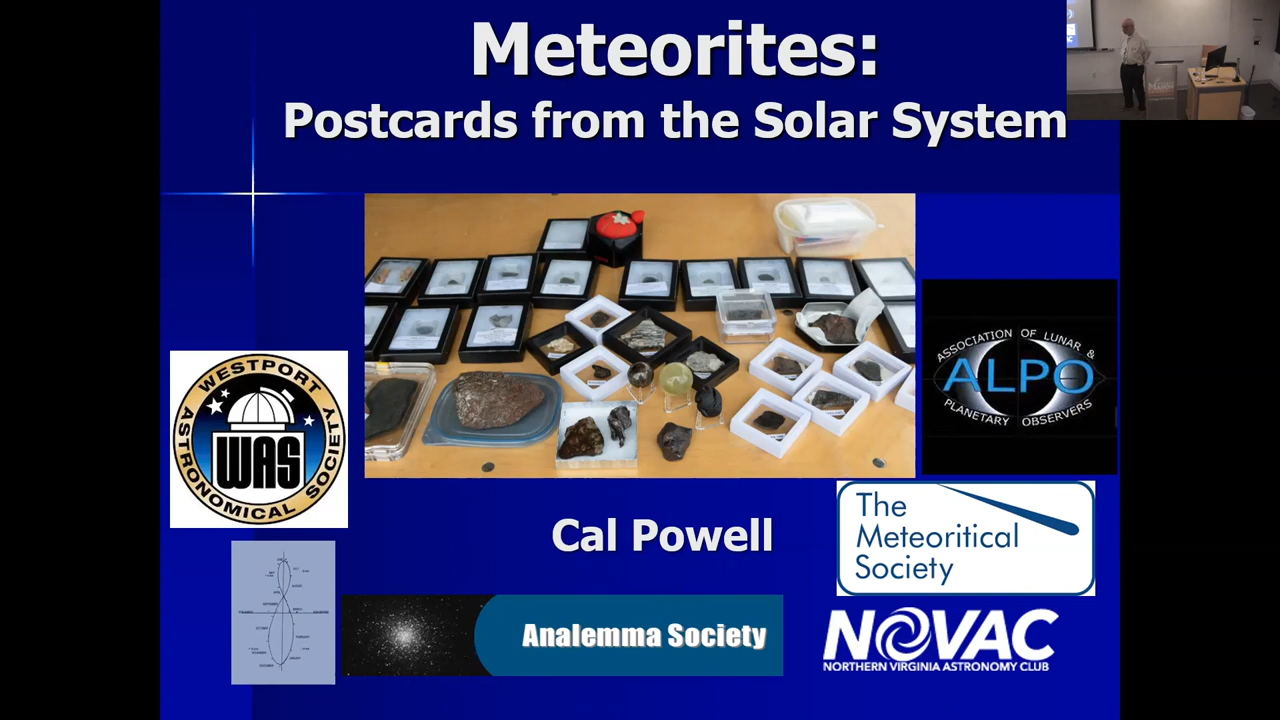 Meteorites:
Postcards from the Solar System
WESTPORT
ASTRONOMICAL SOCIETY
WAS
ASSOCIATION OF LUNAR &
ALPO
PLANETARY OBSERVERS
Cal Powell
The
Meteoritical
Society
Analemma Society
NOVAC
NORTHERN VIRGINIA ASTRONOMY CLUB